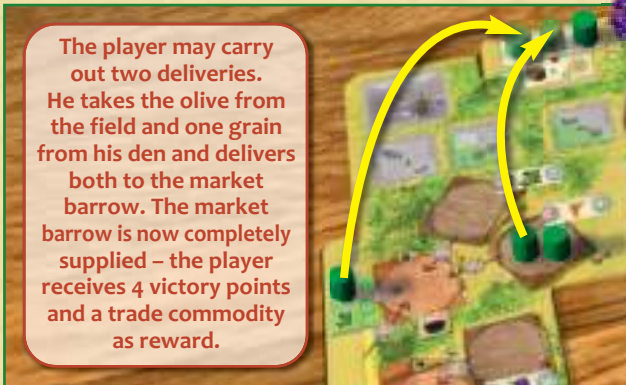 The player may carry
out two deliveries.
He takes the olive from
the field and one grain
from his den and delivers
both to the market
barrow. The market
barrow is now completely
supplied – the player
receives 4 victory points
and a trade commodity
as reward.